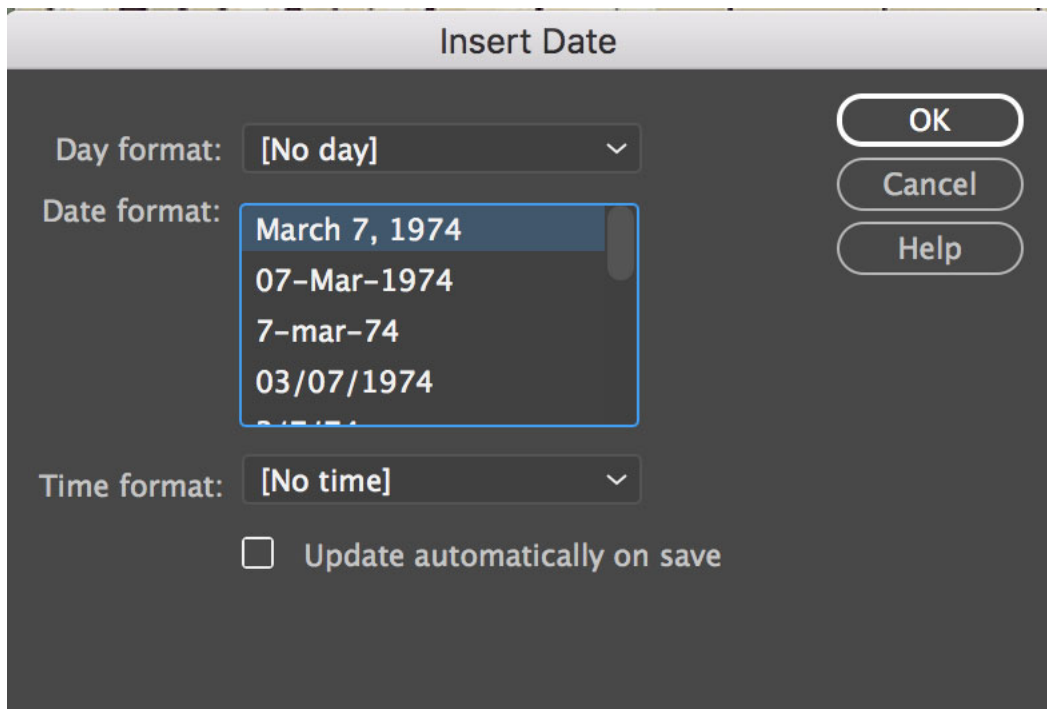 Insert Date
Day format: [No day]
OK
Cancel
Date format:
March 7, 1974
Help
07-Mar-1974
7-mar-74
03/07/1974
Time format: [No time]
Update automatically on save